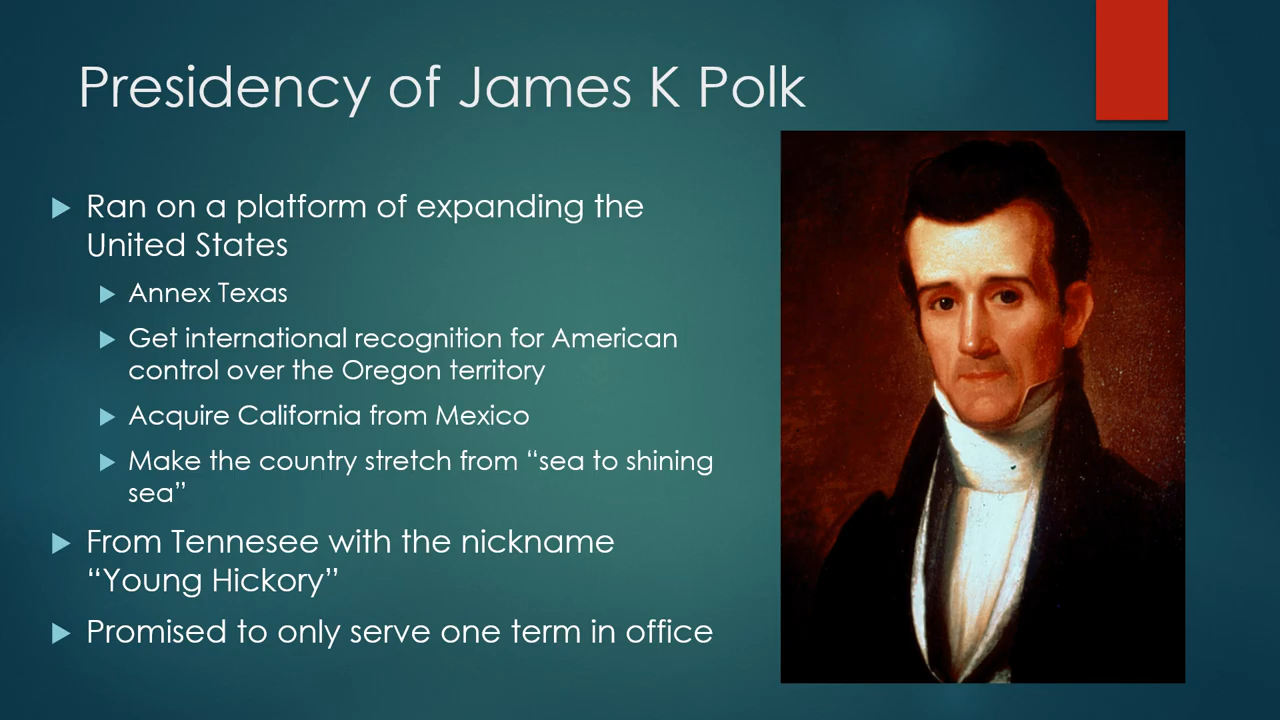 Presidency of James K Polk
Ran on a platform of expanding the
United States
Annex Texas
Get international recognition for American
control over the Oregon territory
Acquire California from Mexico
Make the country stretch from “sea to shining
sea”
From Tennesee with the nickname
“Young Hickory”
Promised to only serve one term in office